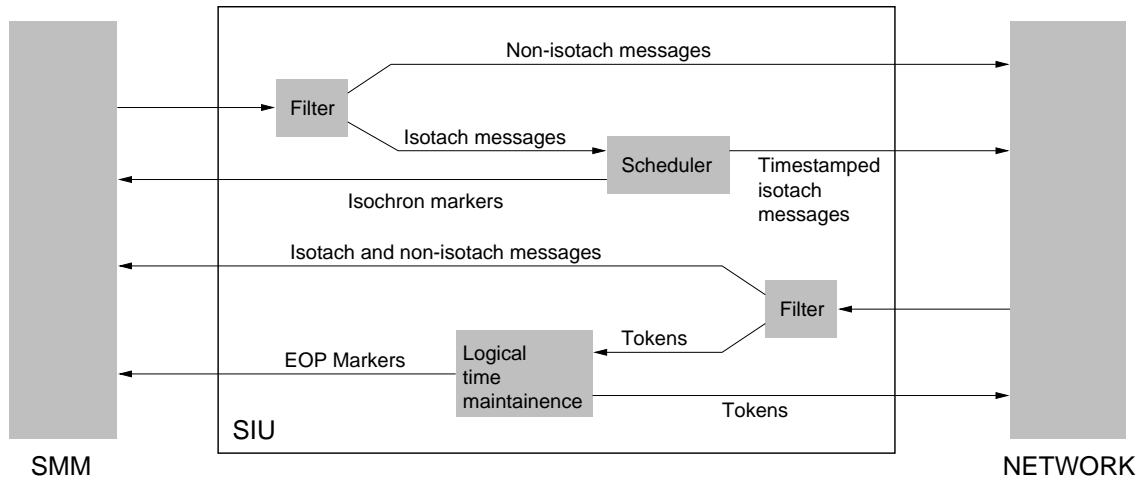 Non-isotach messages
Filter
Isotach messages
Scheduler
Timestamped
isotach
messages
Isochron markers
Isotach and non-isotach messages
Filter
Tokens
Logical
time
maintainence
EOP Markers
Tokens
SIU
SMM
NETWORK